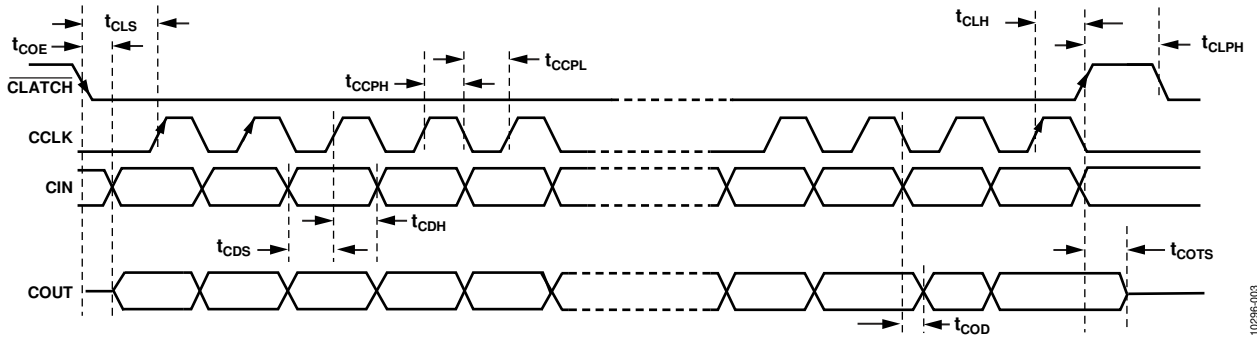 tCLS
tCLH
tCOE
tCLPH
tCCPL
tCCPH
CLATCH
CCLK
CIN
tCDH
tCDS
tCOTS
COUT
tCOD
10296-003